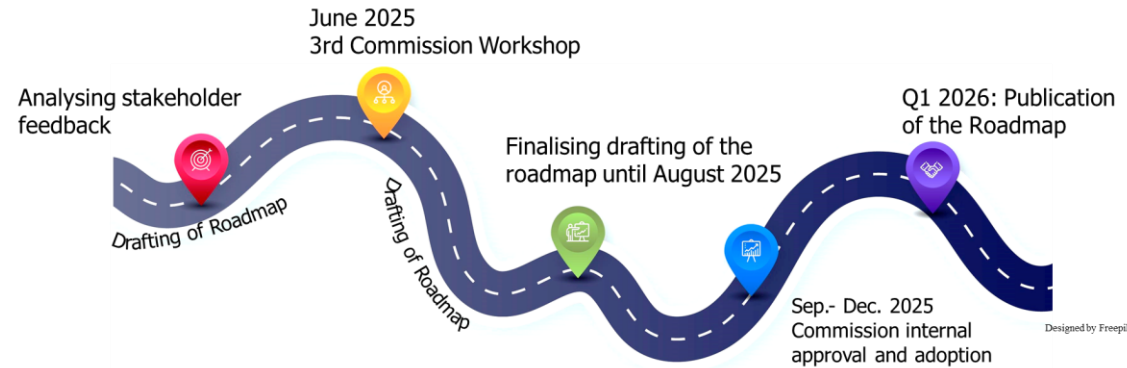 June 2025
3rd Commission Workshop
Analysing stakeholder
feedback
Drafting of Roadmap
Drafting of Roadmap
Finalising drafting of the
roadmap until August 2025
Sep.- Dec. 2025
Commission internal
approval and adoption
Q1 2026: Publication
of the Roadmap
Designed by